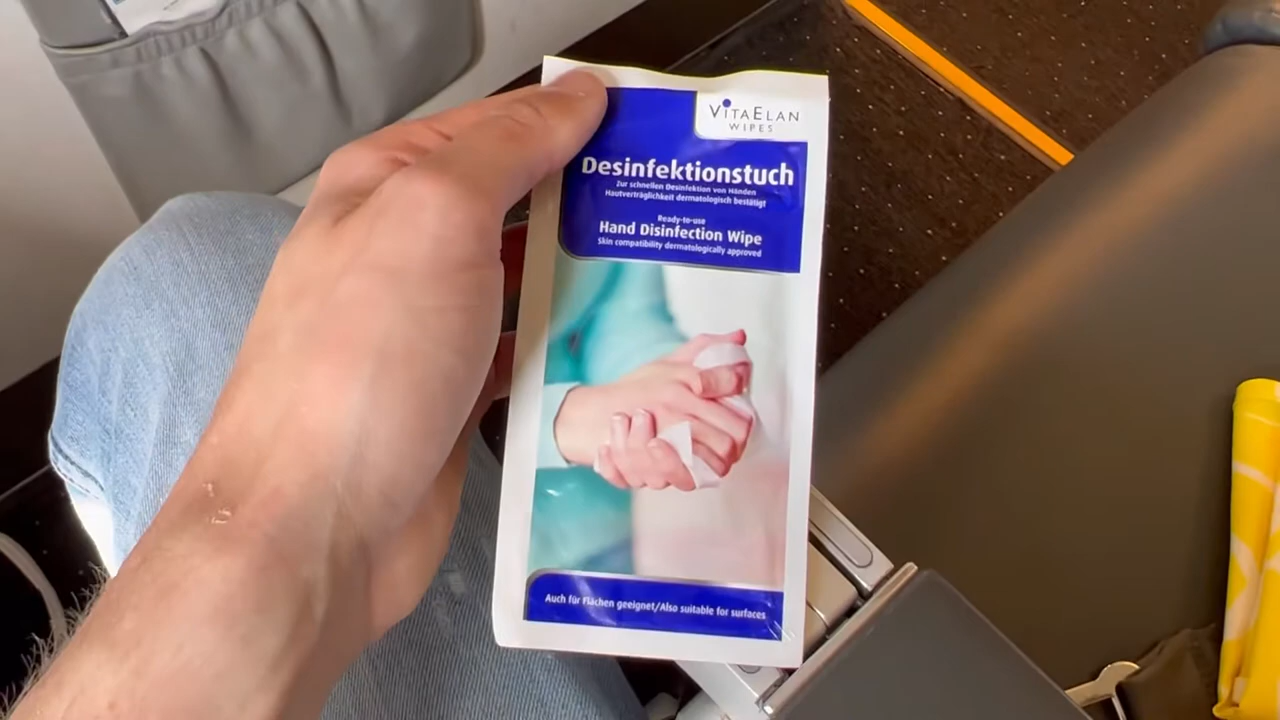 VITAELAN
WIPES
Desinfektionstuch
Zur schnellen Desinfektion von Händen
Hautverträglichkeit dermatologisch bestätigt
Ready-to-use
Hand Disinfection Wipe
Skin compatibility dermatologically approved
Auch für Flächen geeignet/Also suitable for surfaces